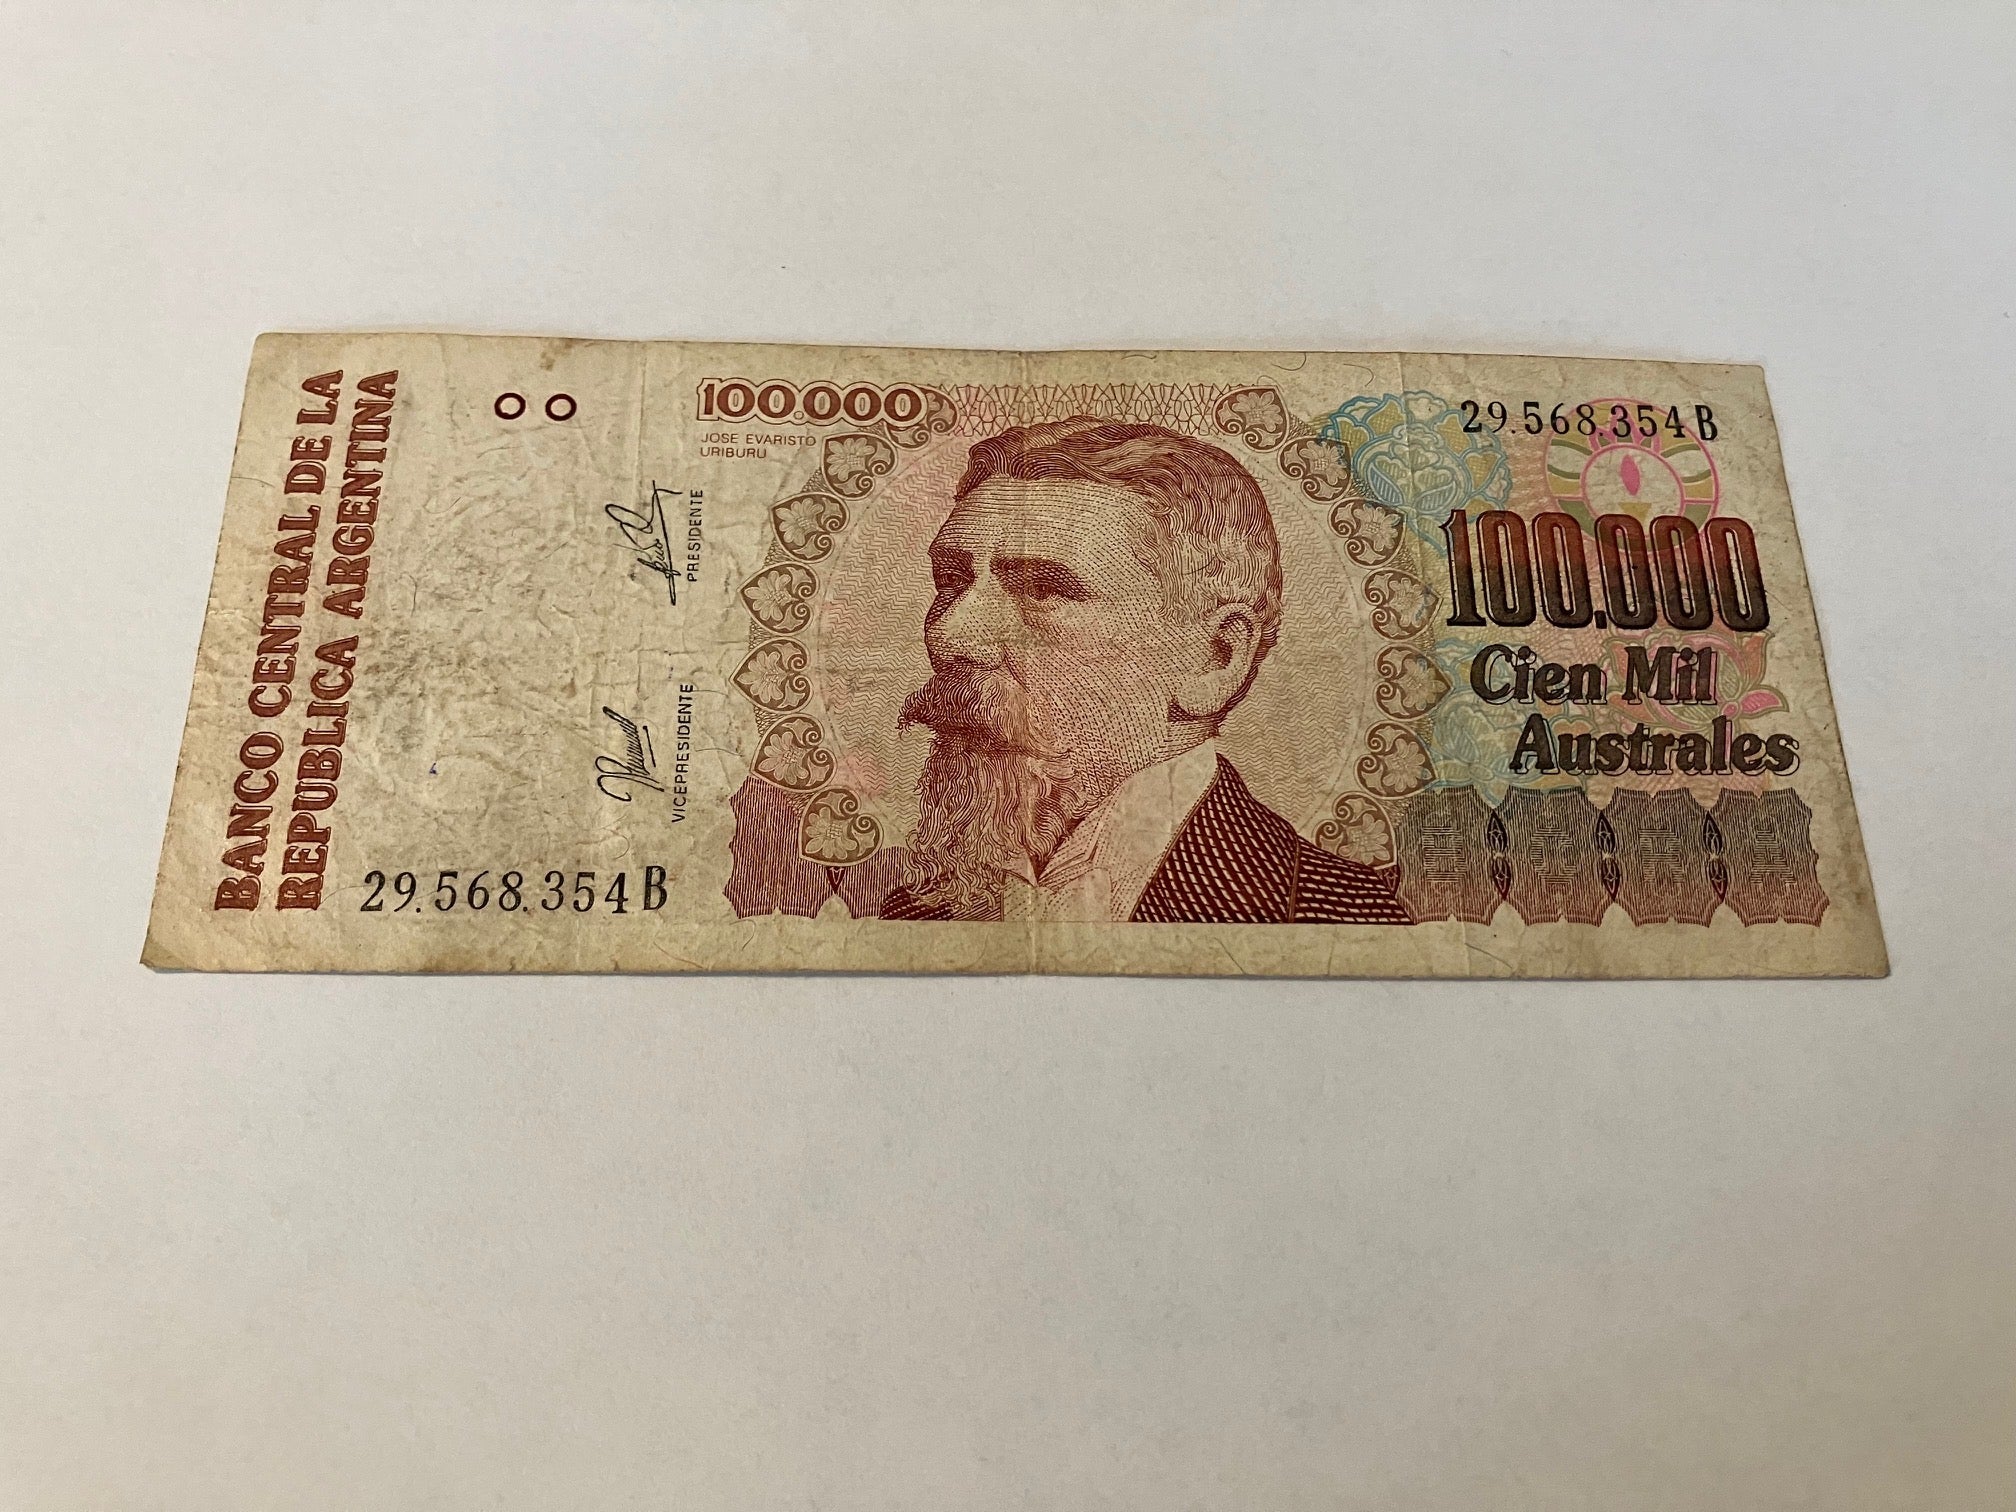 BANCO CENTRAL DE LA
REPUBLICA ARGENTINA
100.000
JOSE EVARISTO
URIBURU
PRESIDENTE
VICEPRESIDENTE
29.568.354B
29.568.354B
100.000
Cien Mil
Australes